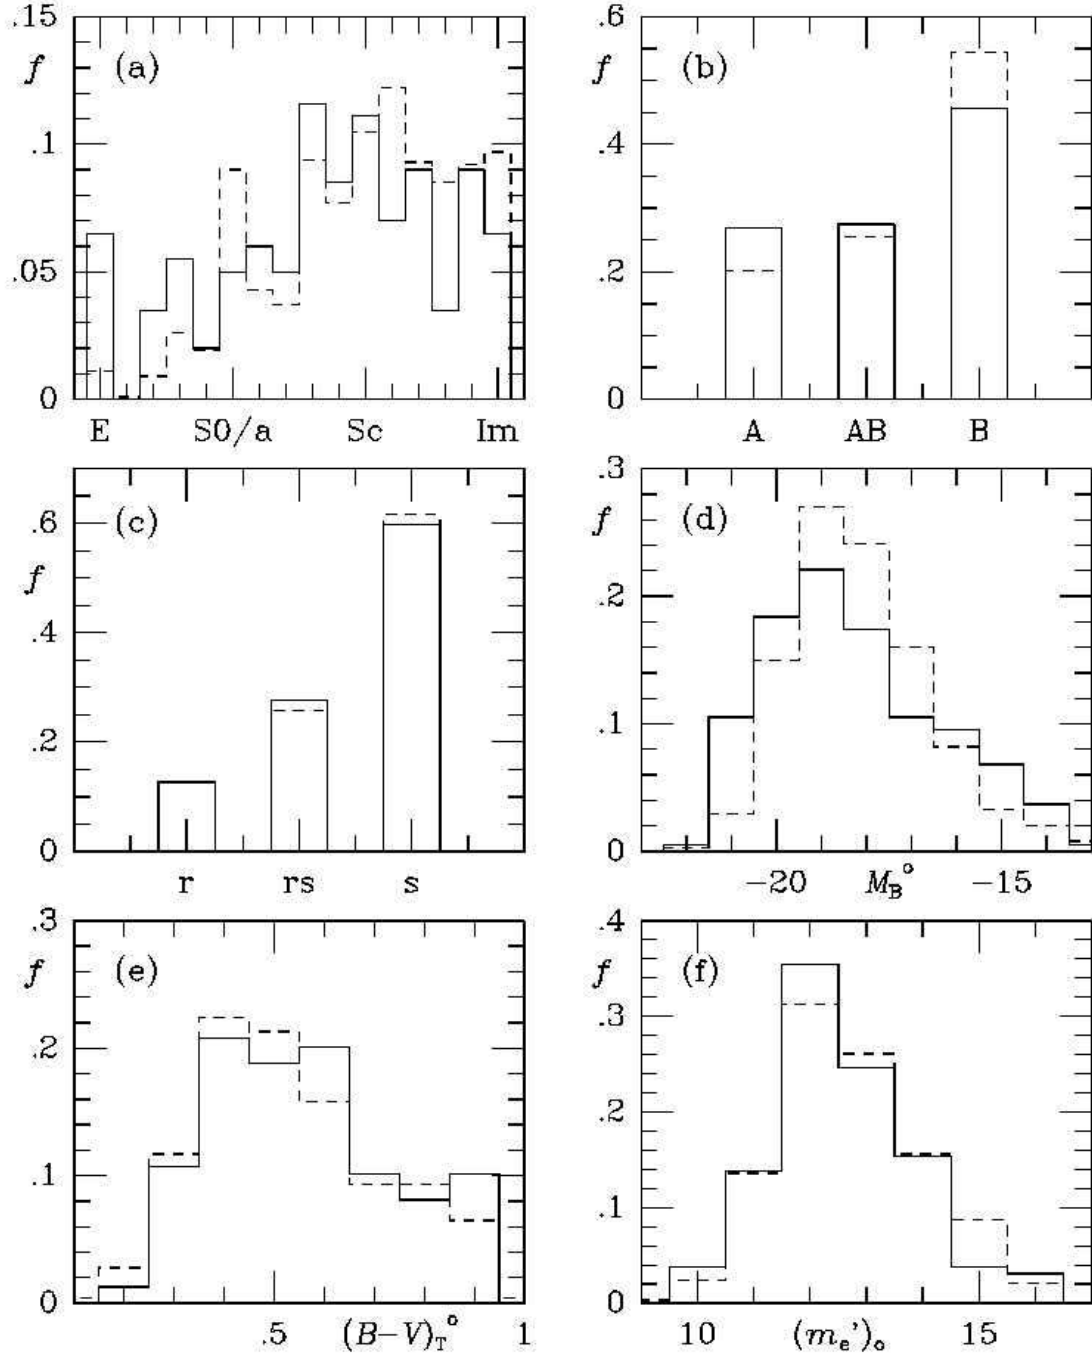 .15
f
(a)
.1
.05
0
E
S0/a
Sc
Im
.6
f
(b)
.4
.2
0
A
AB
B
(c)
.6
f
.4
.2
0
r
rs
s
.3
f
(d)
.2
.1
0
−20
M_B^o
−15
.3
f
(e)
.2
.1
0
.5
(B−V)_T^o
1
.4
f
(f)
.3
.2
.1
0
10
(m_e')_o
15